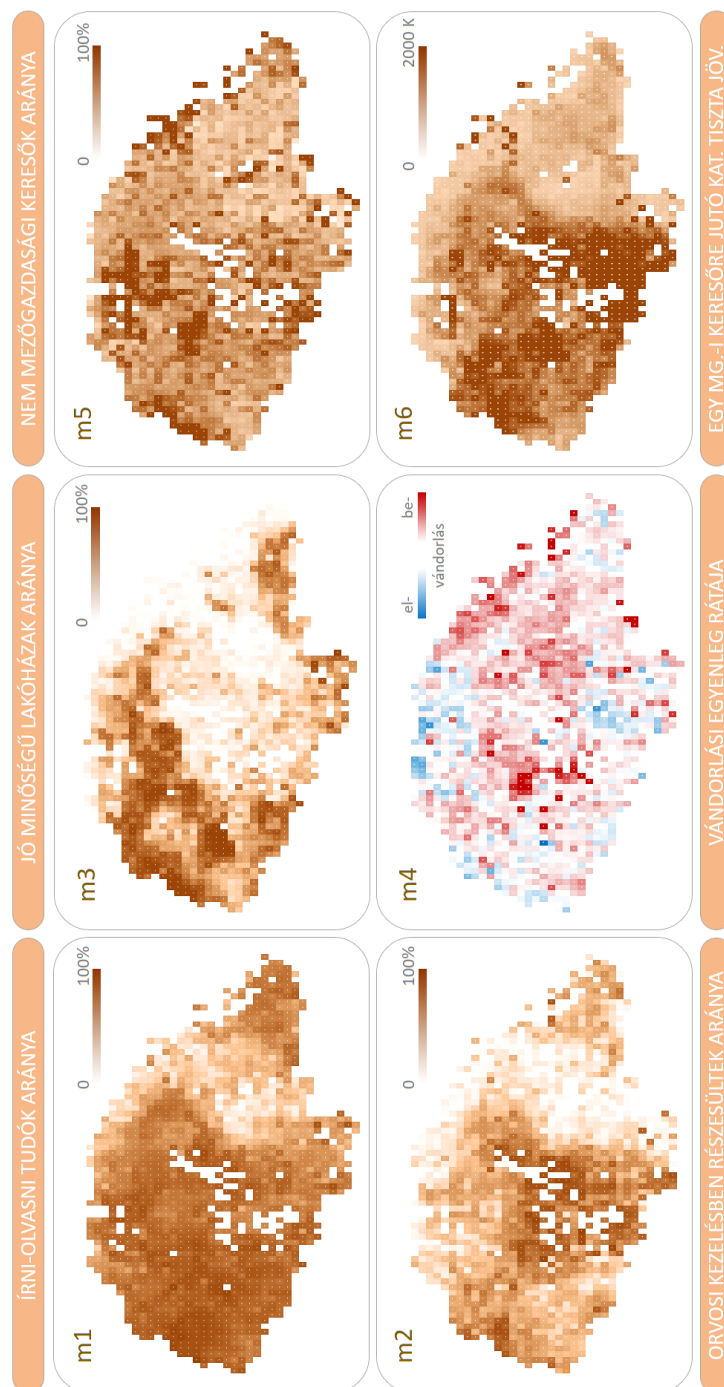 ÍRNI-OLVASNI TUDÓK ARÁNYA
JÓ MINŐSÉGŰ LAKÓHÁZAK ARÁNYA
NEM MEZŐGAZDASÁGI KERESŐK ARÁNYA
m1
0
100%
m3
0
100%
m5
0
100%
m2
0
100%
m4
el-
be-
vándorlás
m6
0
2000 K
ORVOSI KEZELÉSBEN RÉSZESÜLTEK ARÁNYA
VÁNDORLÁSI EGYENLEG RÁTÁJA
EGY MG.-I KERESŐRE JUTÓ KAT. TISZTA JÖV.